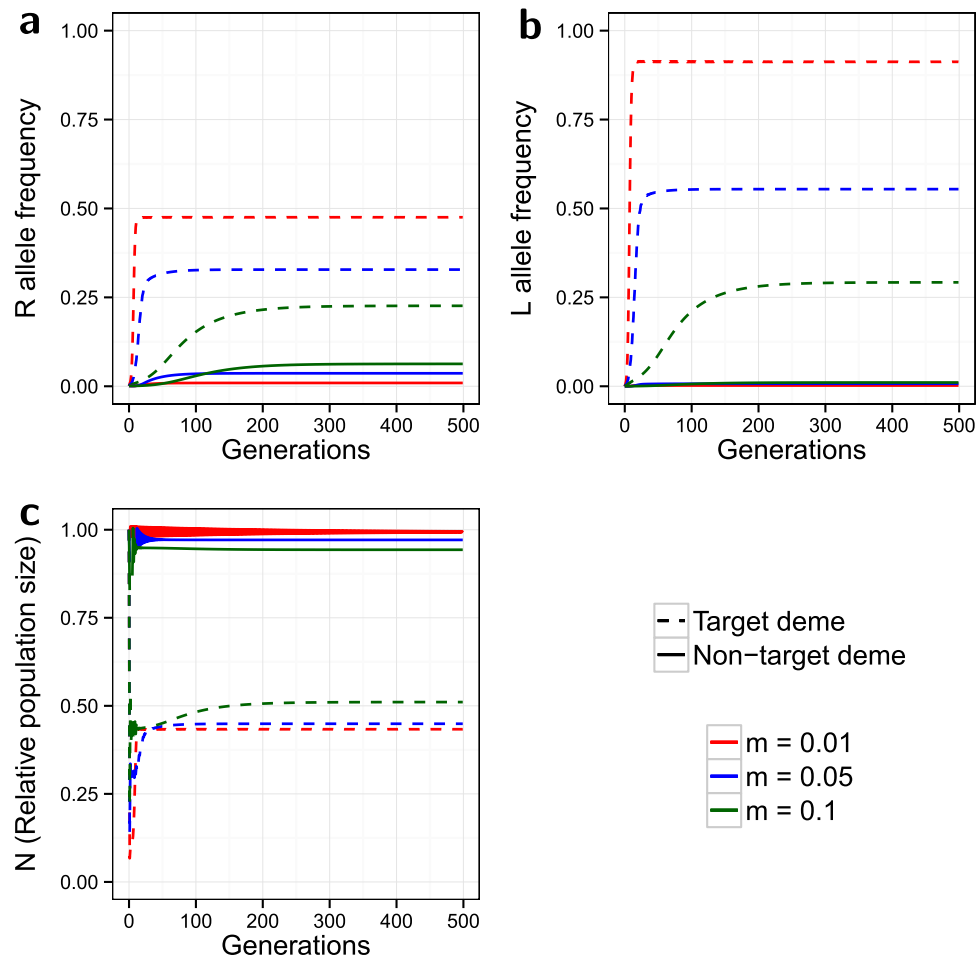 a
R allele frequency
1.00
0.75
0.50
0.25
0.00
0 100 200 300 400 500
Generations
b
L allele frequency
1.00
0.75
0.50
0.25
0.00
0 100 200 300 400 500
Generations
c
N (Relative population size)
1.00
0.75
0.50
0.25
0.00
0 100 200 300 400 500
Generations
Target deme
Non−target deme
m = 0.01
m = 0.05
m = 0.1